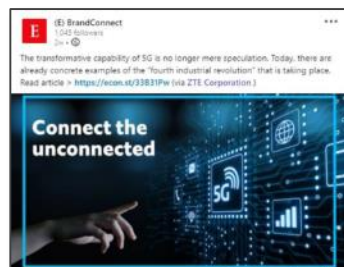 E
(E) BrandConnect
1,045 followers
2w
The transformative capability of 5G is no longer mere speculation. Today, there are
already concrete examples of the "fourth industrial revolution" that is taking place.
Read article > https://econ.st/33B31Pw (via ZTE Corporation )
Connect the
unconnected
5G